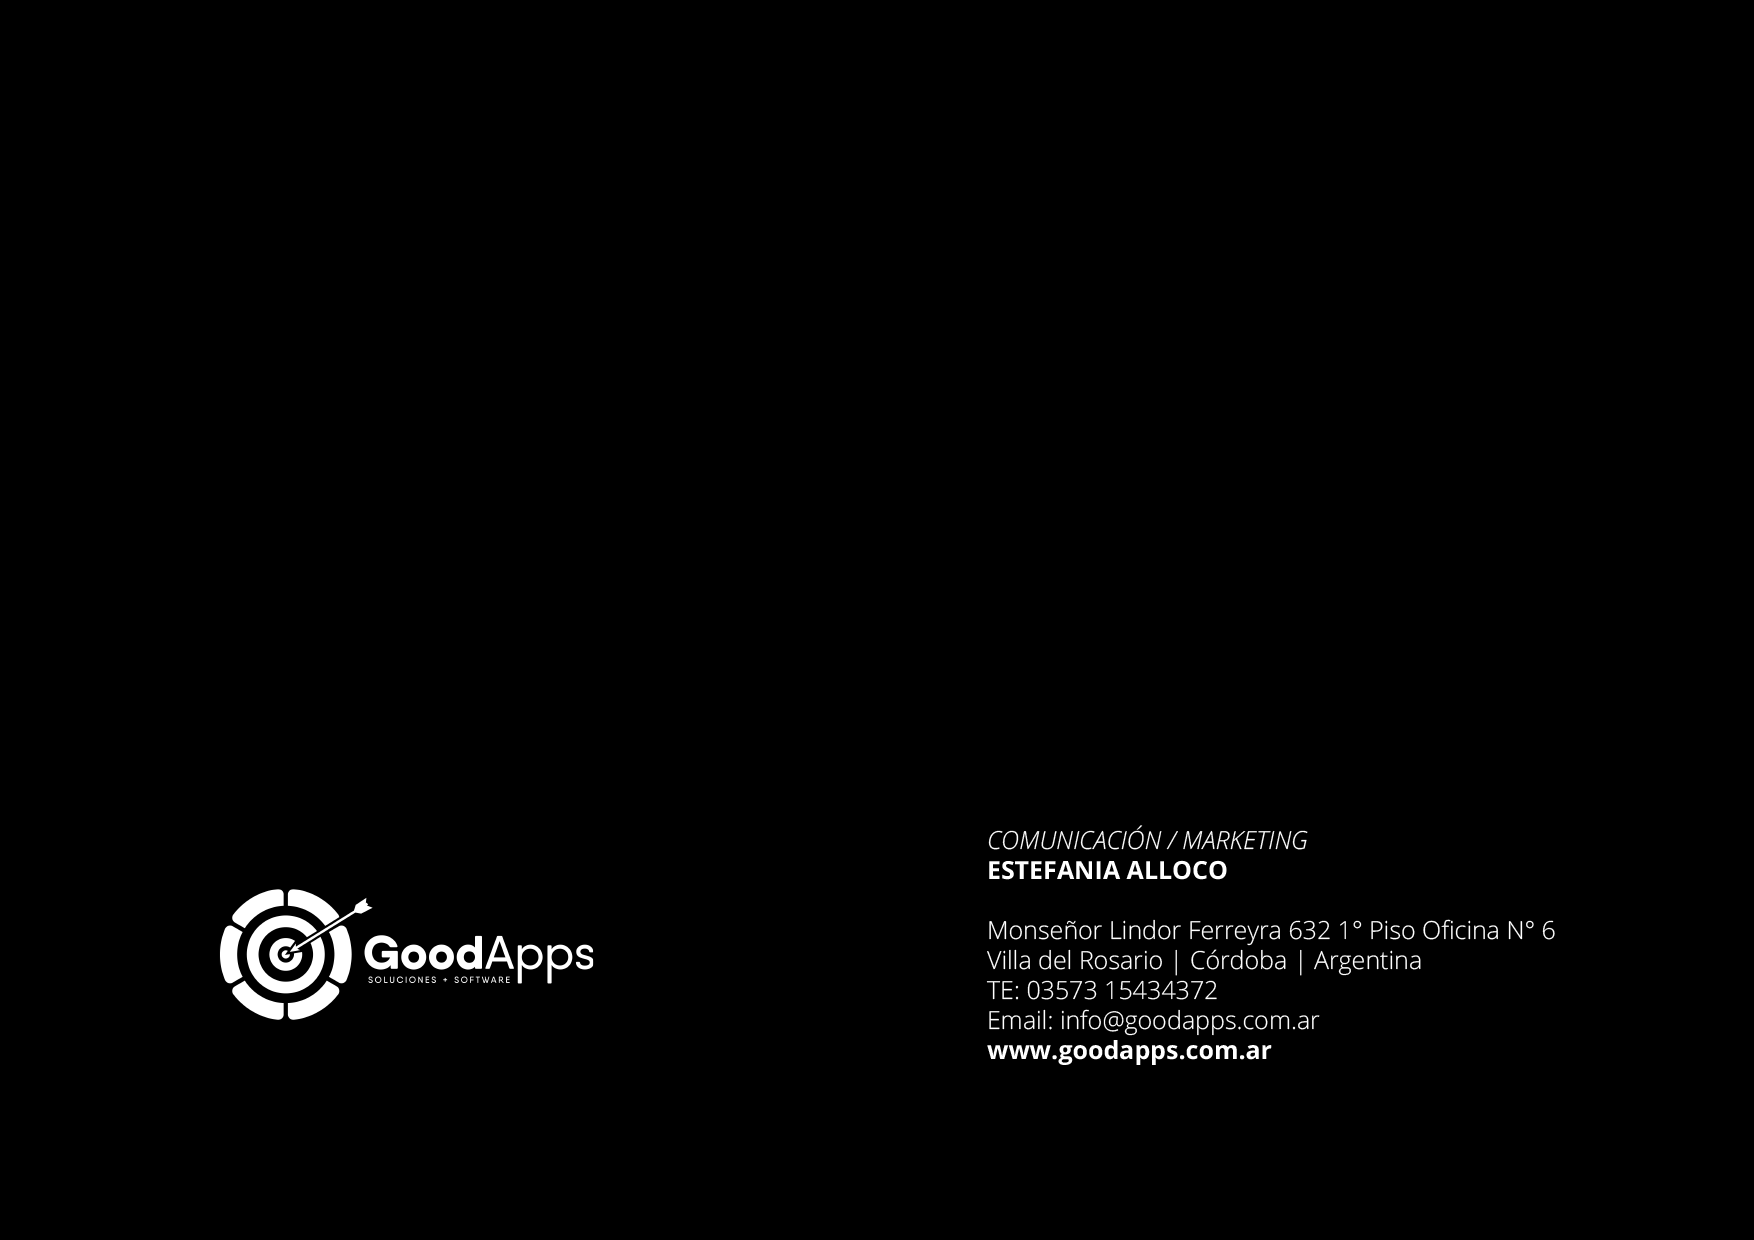 GoodApps
SOLUCIONES + SOFTWARE
COMUNICACIÓN / MARKETING
ESTEFANIA ALLOCO
Monseñor Lindor Ferreyra 632 1° Piso Oficina N° 6
Villa del Rosario | Córdoba | Argentina
TE: 03573 15434372
Email: info@goodapps.com.ar
www.goodapps.com.ar